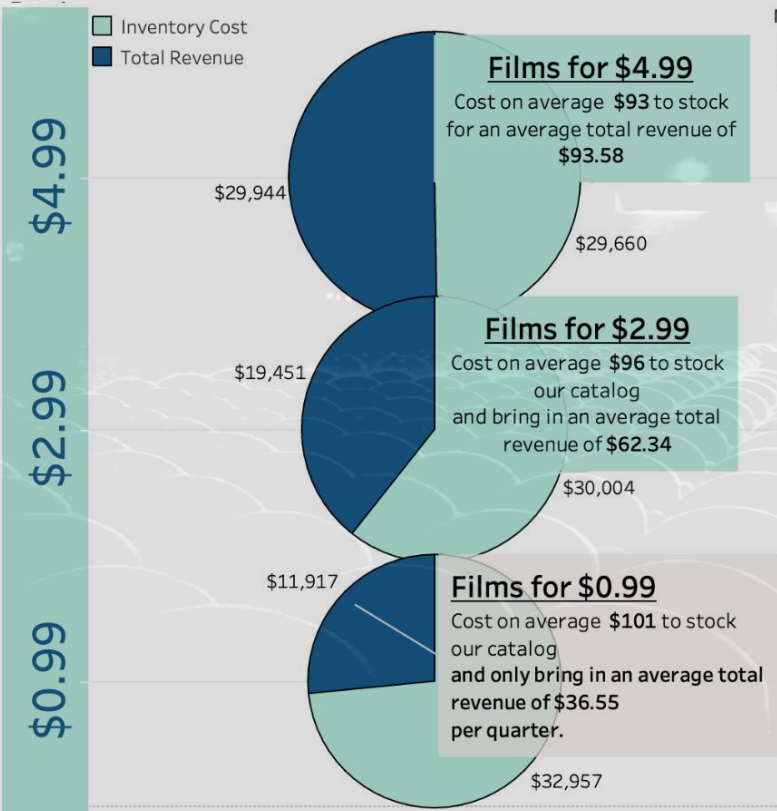 Inventory Cost
Total Revenue
$4.99
Films for $4.99
Cost on average $93 to stock
for an average total revenue of
$93.58
$29,944
$29,660
$2.99
Films for $2.99
Cost on average $96 to stock
our catalog
and bring in an average total
revenue of $62.34
$19,451
$30,004
$0.99
Films for $0.99
Cost on average $101 to stock
our catalog
and only bring in an average total
revenue of $36.55
per quarter.
$11,917
$32,957